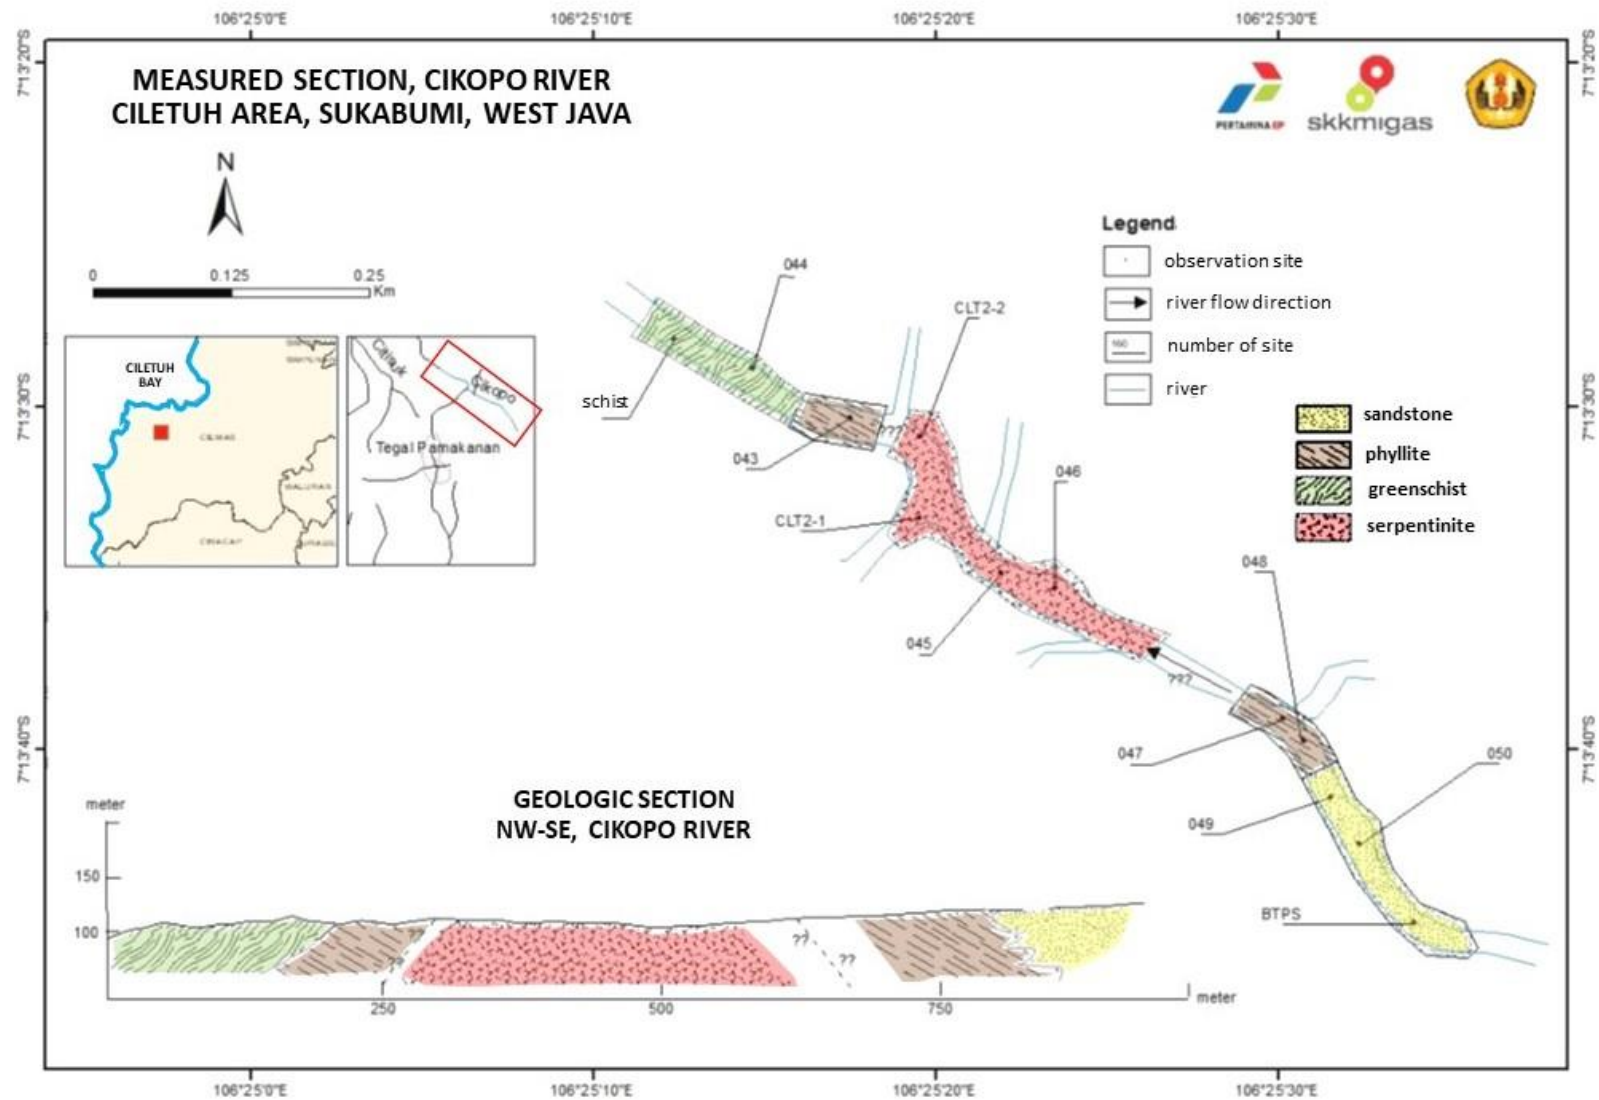 106°25'0"E
106°25'10"E
106°25'20"E
106°25'30"E
7°13'20"S
7°13'20"S
MEASURED SECTION, CIKOPO RIVER
CILETUH AREA, SUKABUMI, WEST JAVA
PERTAMINA EP
skkmigas
N
0 0.125 0.25
Km
Legend
observation site
river flow direction
number of site
river
sandstone
phyllite
greenschist
serpentinite
CILETUH
BAY
CIEMAS
Cikopo
Tegal Pamakanan
044
CLT2-2
schist
043
???
046
CLT2-1
045
048
???
047
050
049
BTPS
7°13'30"S
7°13'30"S
7°13'40"S
7°13'40"S
GEOLOGIC SECTION
NW-SE, CIKOPO RIVER
meter
150
100
??
??
??
??
250
500
750
meter
106°25'0"E
106°25'10"E
106°25'20"E
106°25'30"E